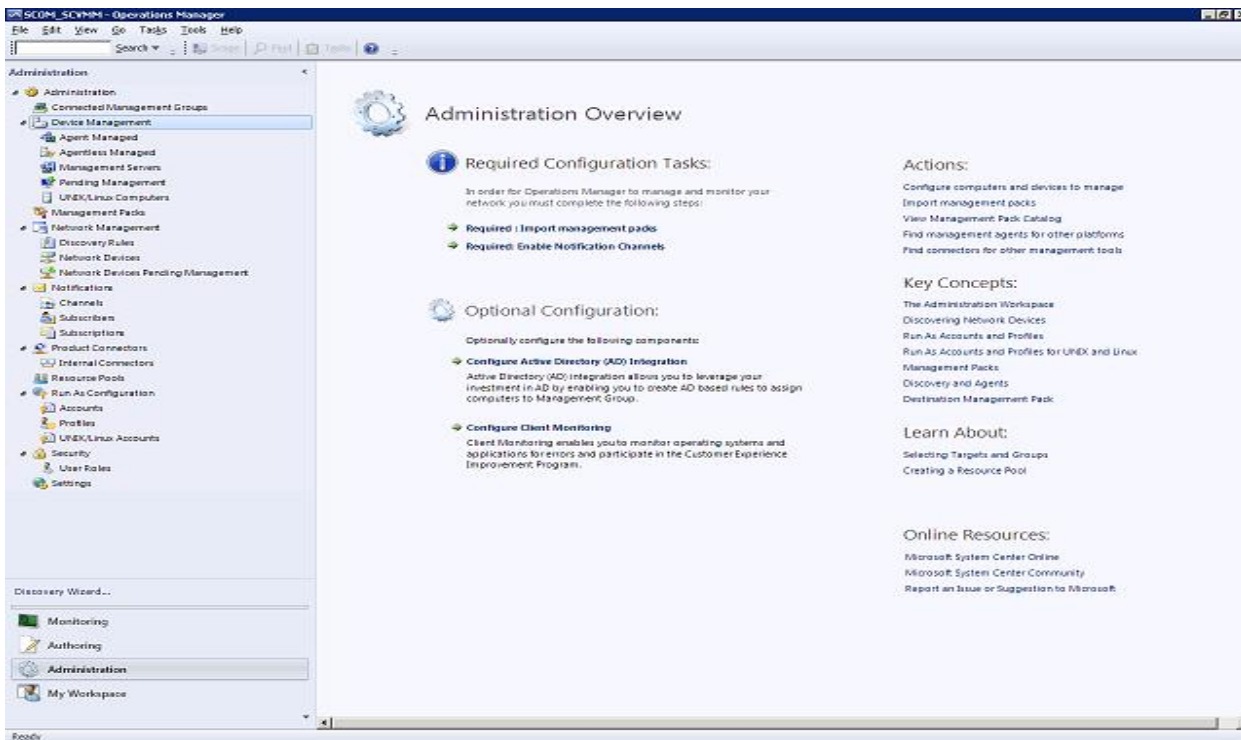 SCOM_SCVMM - Operations Manager
File Edit View Go Tasks Tools Help
Search Scope Find Tasks
Administration
Administration
Connected Management Groups
Device Management
Agent Managed
Agentless Managed
Management Servers
Pending Management
UNIX/Linux Computers
Management Packs
Network Management
Discovery Rules
Network Devices
Network Devices Pending Management
Notifications
Channels
Subscribers
Subscriptions
Product Connectors
Internal Connectors
Resource Pools
Run As Configuration
Accounts
Profiles
UNIX/Linux Accounts
Security
User Roles
Settings
Discovery Wizard...
Monitoring
Authoring
Administration
My Workspace
Ready
Administration Overview
Required Configuration Tasks:
In order for Operations Manager to manage and monitor your
network you must complete the following steps:
Required : Import management packs
Required: Enable Notification Channels
Optional Configuration:
Optionally configure the following components:
Configure Active Directory (AD) Integration
Active Directory (AD) integration allows you to leverage your
investment in AD by enabling you to create AD based rules to assign
computers to Management Group.
Configure Client Monitoring
Client Monitoring enables you to monitor operating systems and
applications for errors and participate in the Customer Experience
Improvement Program.
Actions:
Configure computers and devices to manage
Import management packs
View Management Pack Catalog
Find management agents for other platforms
Find connectors for other management tools
Key Concepts:
The Administration Workspace
Discovering Network Devices
Run As Accounts and Profiles
Run As Accounts and Profiles for UNIX and Linux
Management Packs
Discovery and Agents
Destination Management Pack
Learn About:
Selecting Targets and Groups
Creating a Resource Pool
Online Resources:
Microsoft System Center Online
Microsoft System Center Community
Report an Issue or Suggestion to Microsoft